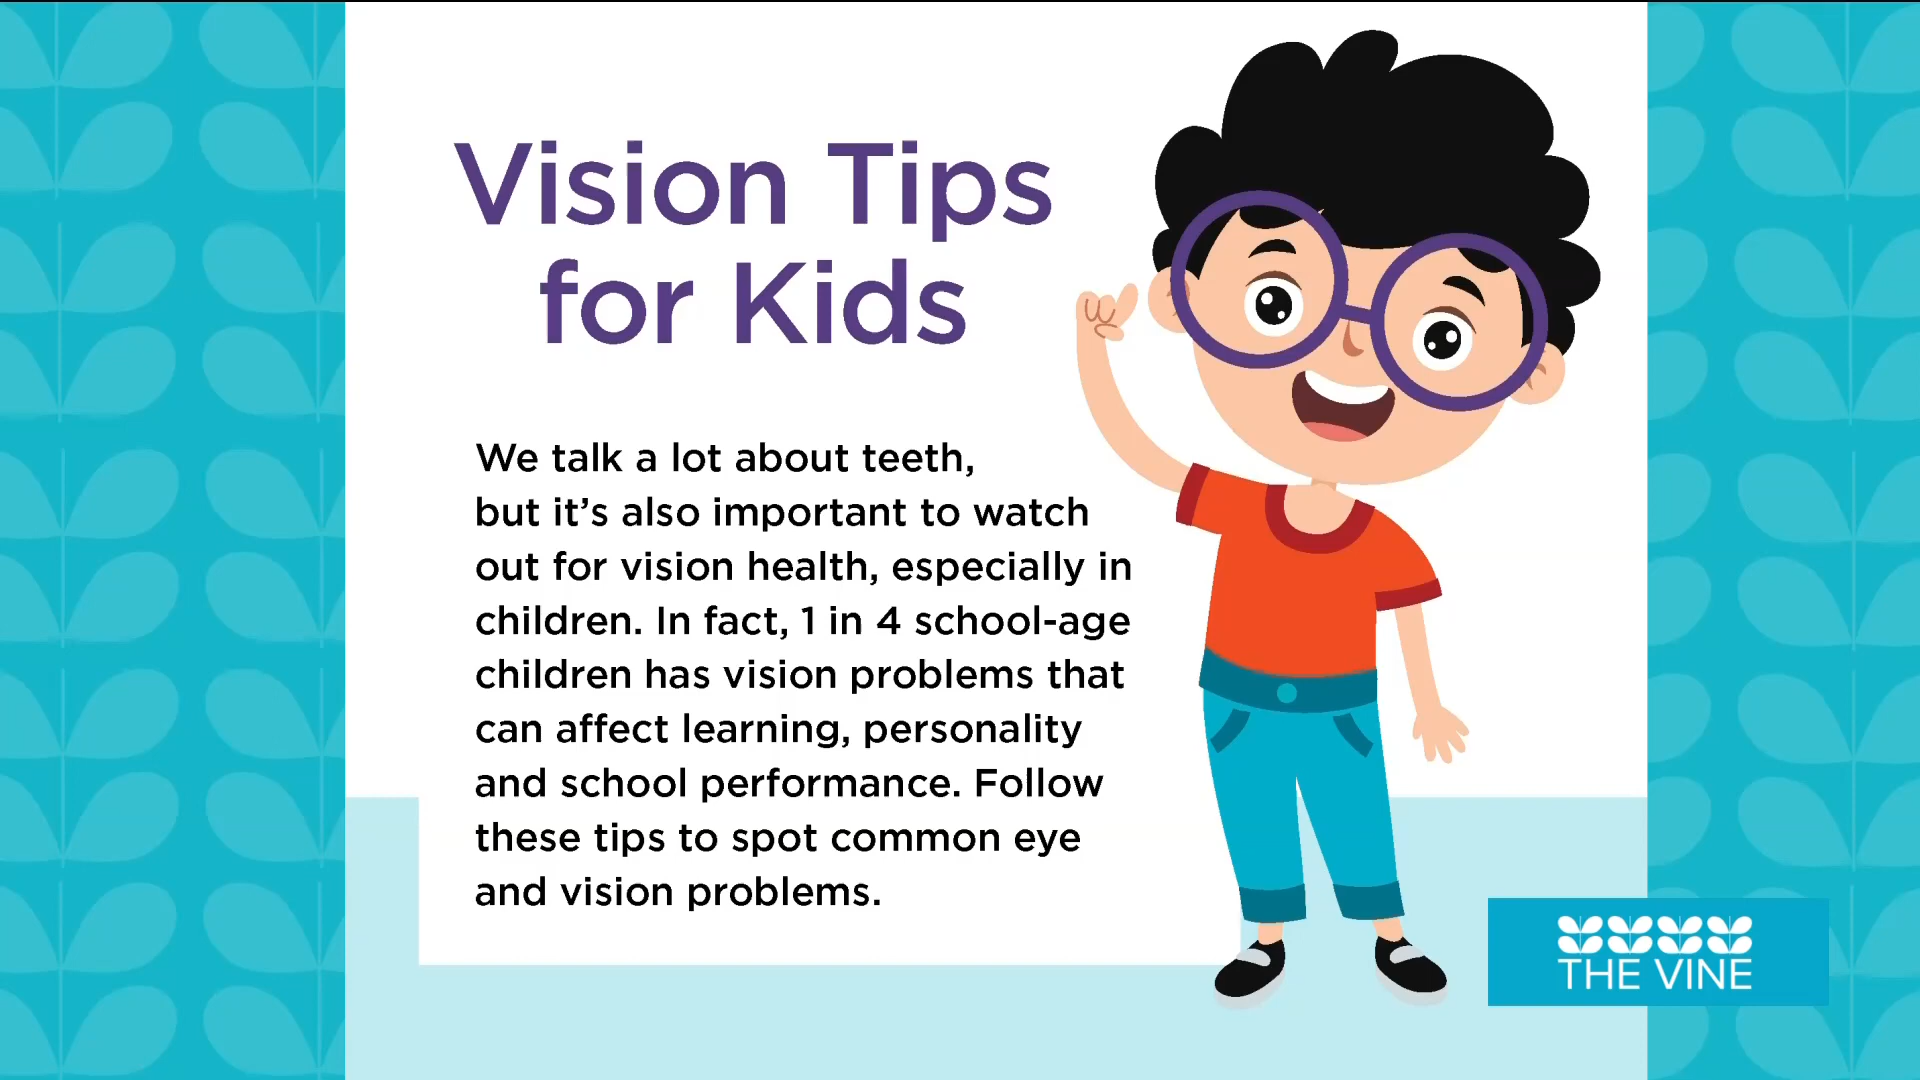 Vision Tips
for Kids
We talk a lot about teeth,
but it’s also important to watch
out for vision health, especially in
children. In fact, 1 in 4 school-age
children has vision problems that
can affect learning, personality
and school performance. Follow
these tips to spot common eye
and vision problems.
THE VINE